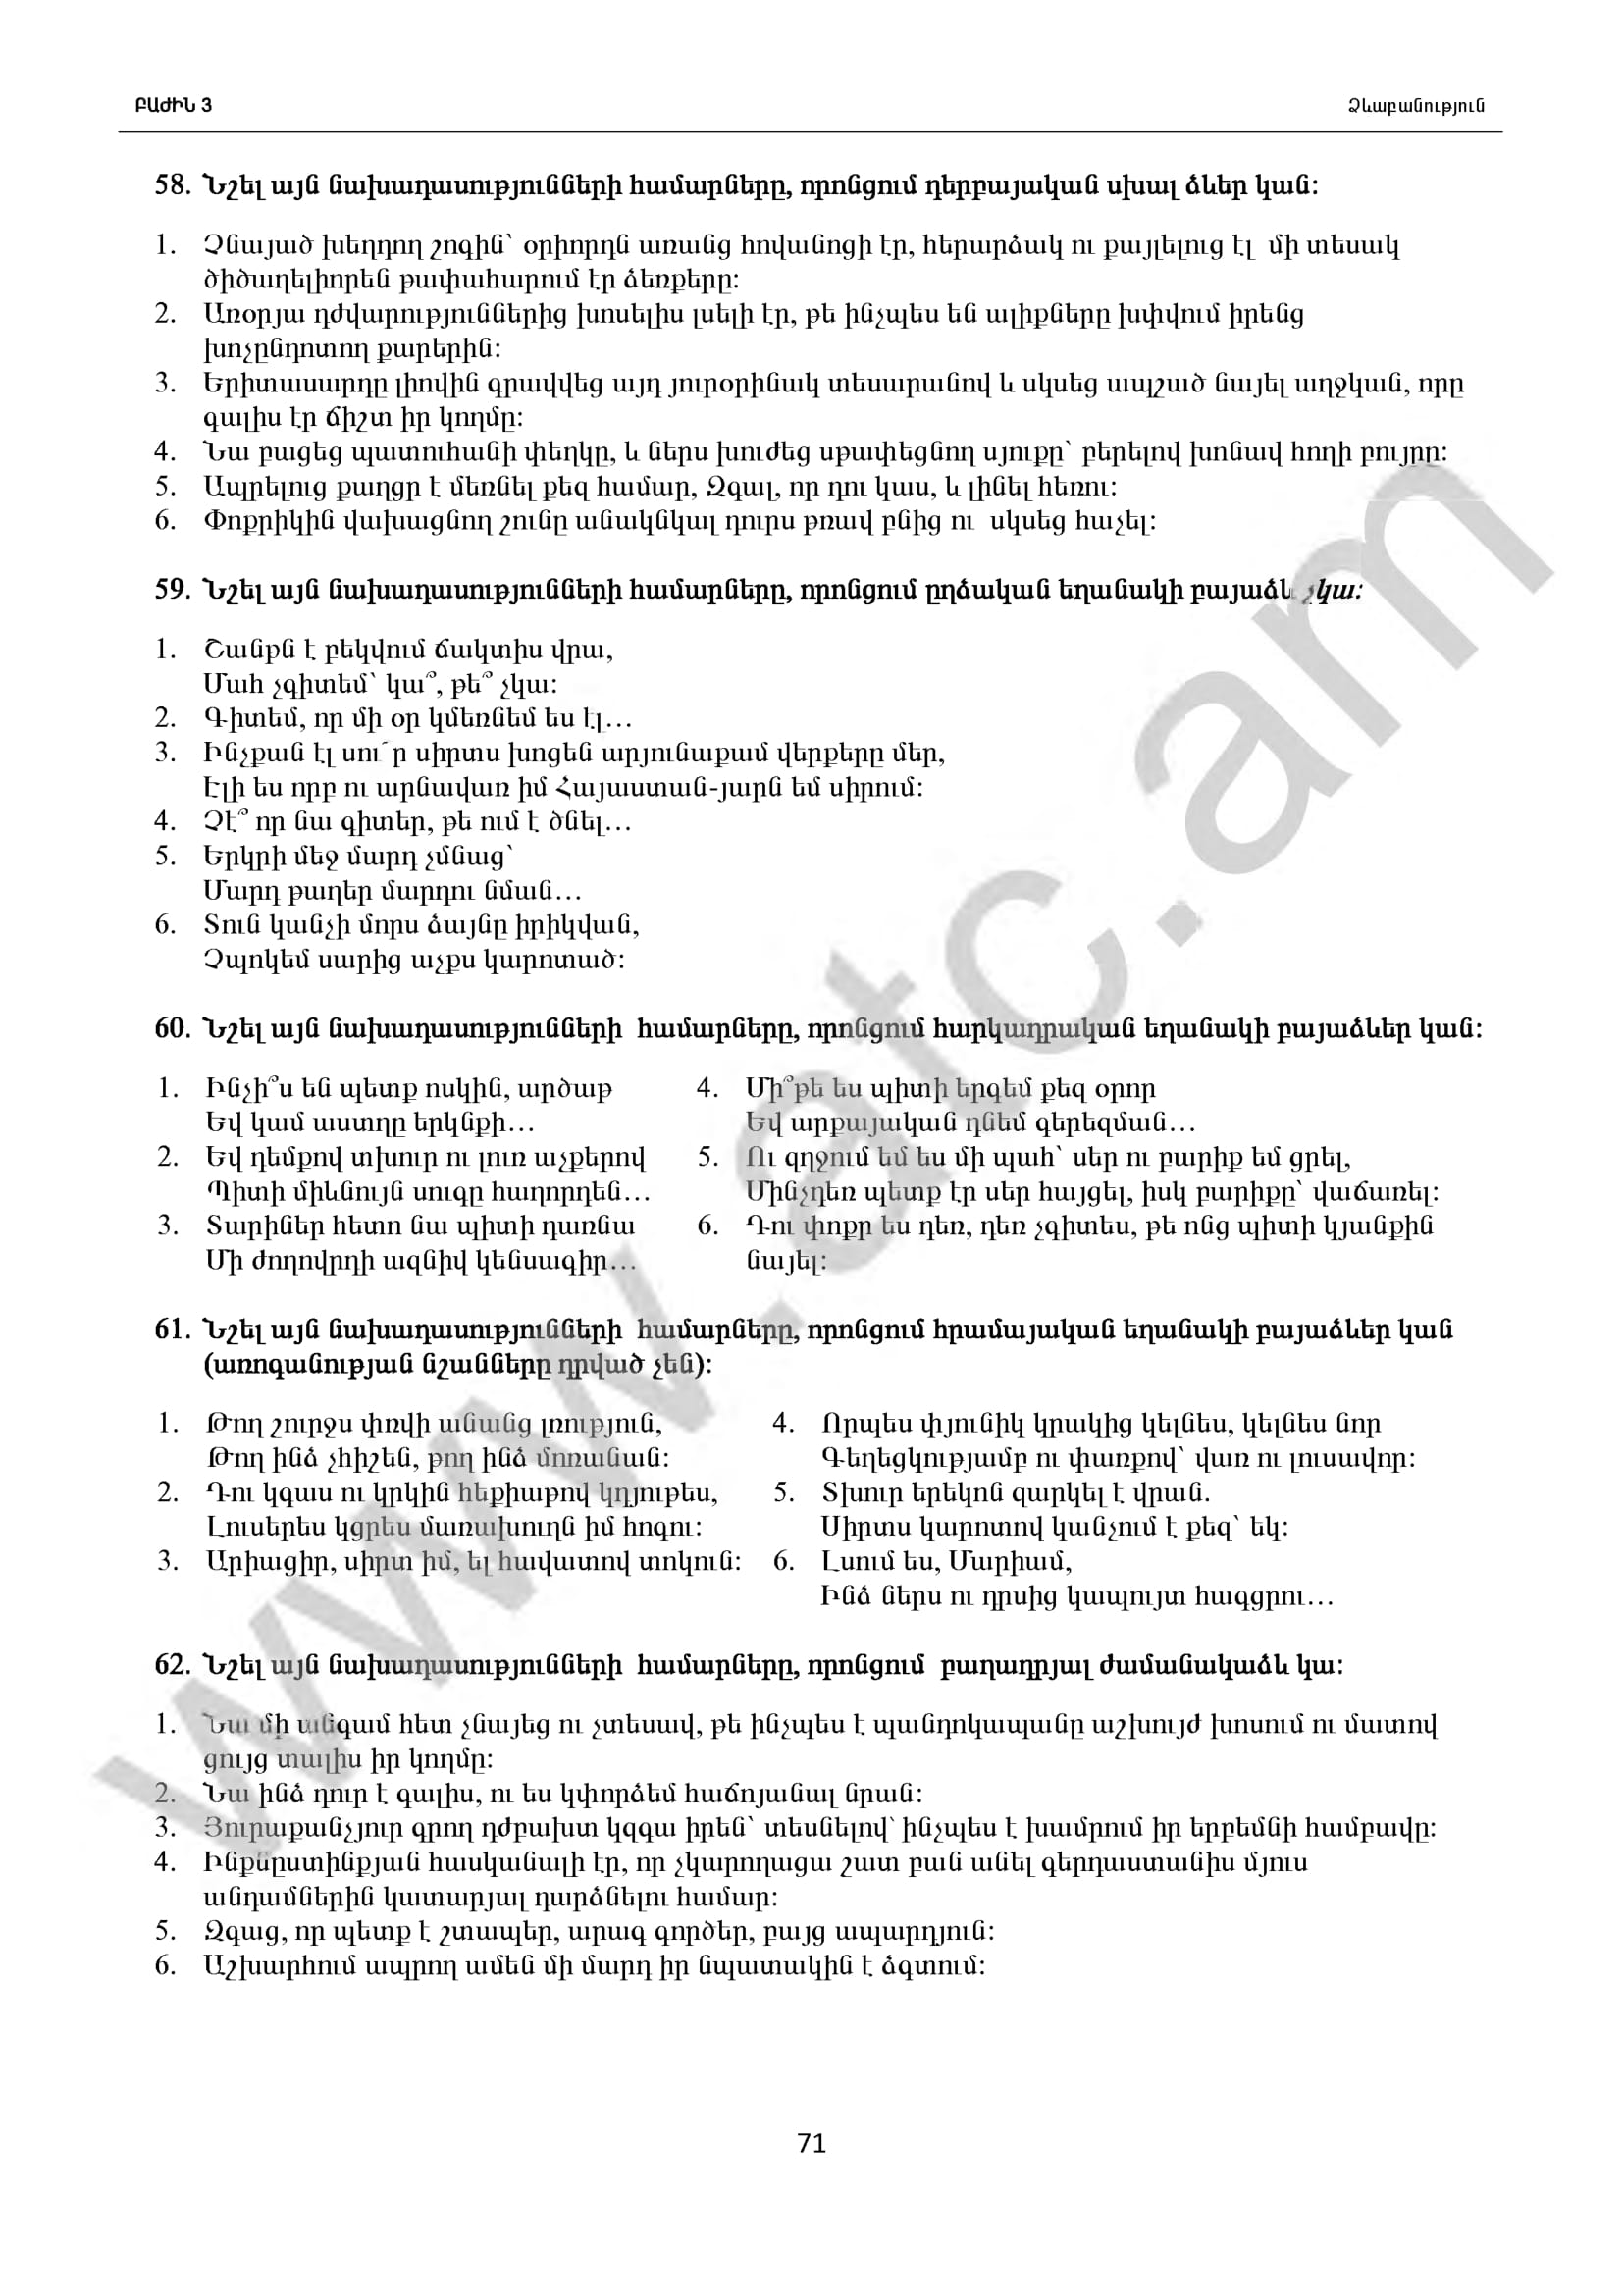 ԲԱԺԻՆ 3
Ձևաբանություն
58. Նշել այն նախադասությունների համարները, որոնցում դերբայական սխալ ձևեր կան:
1. Չնայած խեղդող շոգին՝ օրիորդն առանց հովանոցի էր, հերարձակ ու քայլելուց էլ մի տեսակ
ծիծաղելիորեն թափահարում էր ձեռքերը:
2. Առօրյա դժվարություններից խոսելիս լսելի էր, թե ինչպես են ալիքները խփվում իրենց
խոչընդոտող քարերին:
3. Երիտասարդը լիովին գրավվեց այդ յուրօրինակ տեսարանով և սկսեց ապշած նայել աղջկան, որը
գալիս էր ճիշտ իր կողմը:
4. Նա բացեց պատուհանի փեղկը, և ներս խուժեց սթափեցնող սյուքը՝ բերելով խոնավ հողի բույրը:
5. Ապրելուց քաղցր է մեռնել քեզ համար, Զգալ, որ դու կաս, և լինել հեռու:
6. Փոքրիկին վախացնող շունը անակնկալ դուրս թռավ բնից ու սկսեց հաչել:
59. Նշել այն նախադասությունների համարները, որոնցում ըղձական եղանակի բայաձև չկա:
1. Շանթն է բեկվում ճակտիս վրա,
Մահ չգիտեմ՝ կա՞, թե՞ չկա:
2. Գիտեմ, որ մի օր կմեռնեմ ես էլ…
3. Ինչքան էլ սու՜ր սիրտս խոցեն արյունաքամ վերքերը մեր,
Էլի ես որբ ու արնավառ իմ Հայաստան-յարն եմ սիրում:
4. Չէ՞ որ նա գիտեր, թե ում է ծնել…
5. Երկրի մեջ մարդ չմնաց՝
Մարդ թաղեր մարդու նման…
6. Տուն կանչի մորս ձայնը իրիկվան,
Չպոկեմ սարից աչքս կարոտած:
60. Նշել այն նախադասությունների համարները, որոնցում հարկադրական եղանակի բայաձևեր կան:
1. Ինչի՞ս են պետք ոսկին, արծաթ
Եվ կամ աստղը երկնքի…
2. Եվ դեմքով տխուր ու լուռ աչքերով
Պիտի միևնույն սուգը հաղորդեն…
3. Տարիներ հետո նա պիտի դառնա
Մի ժողովրդի ազնիվ կենսագիր…
4. Մի՞թե ես պիտի երգեմ քեզ օրոր
Եվ արքայական դնեմ գերեզման…
5. Ու զղջում եմ ես մի պահ՝ սեր ու բարիք եմ ցրել,
Մինչդեռ պետք էր սեր հայցել, իսկ բարիքը՝ վաճառել:
6. Դու փոքր ես դեռ, դեռ չգիտես, թե ոնց պիտի կյանքին
նայել:
61. Նշել այն նախադասությունների համարները, որոնցում հրամայական եղանակի բայաձևեր կան
(առոգանության նշանները դրված չեն):
1. Թող շուրջս փռվի անանց լռություն,
Թող ինձ չհիշեն, թող ինձ մոռանան:
2. Դու կգաս ու կրկին հեքիաթով կդյութես,
Լուսերես կցրես մառախուղն իմ հոգու:
3. Արիացիր, սիրտ իմ, ել հավատով տոկուն:
4. Որպես փյունիկ կրակից կելնես, կելնես նոր
Գեղեցկությամբ ու փառքով՝ վառ ու լուսավոր:
5. Տխուր երեկոն զարկել է վրան.
Սիրտս կարոտով կանչում է քեզ՝ եկ:
6. Լսում ես, Մարիամ,
Ինձ ներս ու դրսից կապույտ հագցրու…
62. Նշել այն նախադասությունների համարները, որոնցում բաղադրյալ ժամանակաձև կա:
1. Նա մի անգամ հետ չնայեց ու չտեսավ, թե ինչպես է պանդոկապանը աշխույժ խոսում ու մատով
ցույց տալիս իր կողմը:
2. Նա ինձ դուր է գալիս, ու ես կփորձեմ հաճոյանալ նրան:
3. Յուրաքանչյուր գրող դժբախտ կզգա իրեն՝ տեսնելով՝ ինչպես է խամրում իր երբեմնի համբավը:
4. Ինքնըստինքյան հասկանալի էր, որ չկարողացա շատ բան անել գերդաստանիս մյուս
անդամներին կատարյալ դարձնելու համար:
5. Զգաց, որ պետք է շտապեր, արագ գործեր, բայց ապարդյուն:
6. Աշխարհում ապրող ամեն մի մարդ իր նպատակին է ձգտում:
71
www.atc.am